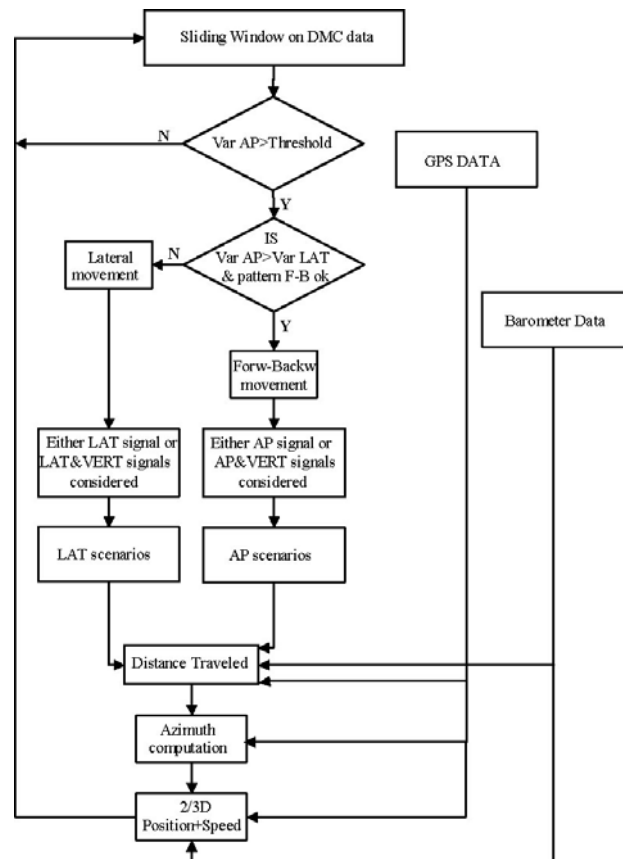 Sliding Window on DMC data
N
Var AP>Threshold
GPS DATA
Y
IS
Var AP>Var LAT
& pattern F-B ok
Lateral
movement
N
Barometer Data
Y
Forw-Backw
movement
Either LAT signal or
LAT&VERT signals
considered
Either AP signal or
AP&VERT signals
considered
LAT scenarios
AP scenarios
Distance Traveled
Azimuth
computation
2/3D
Position+Speed